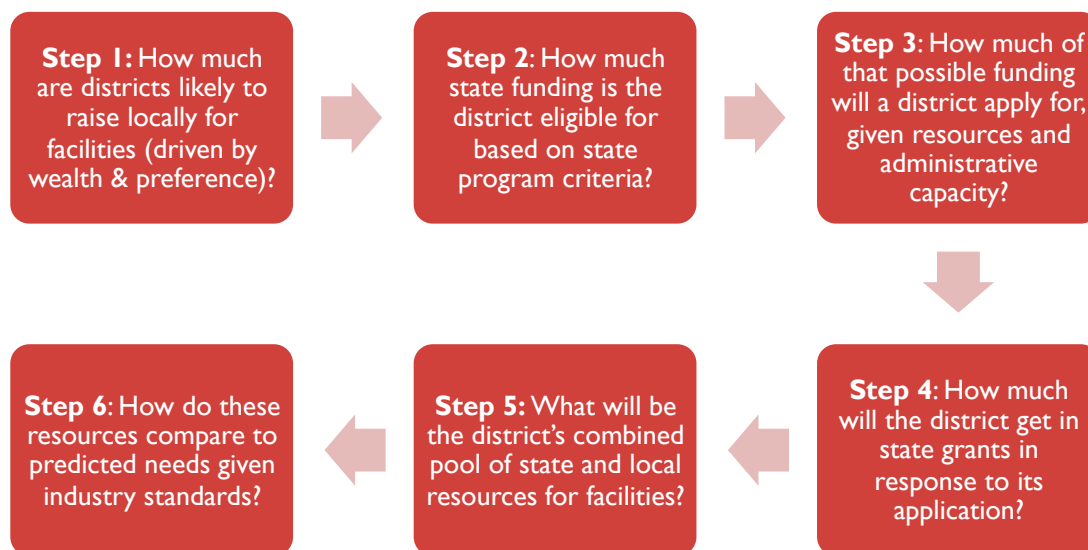 Step 1: How much
are districts likely to
raise locally for
facilities (driven by
wealth & preference)?
Step 2: How much
state funding is the
district eligible for
based on state
program criteria?
Step 3: How much of
that possible funding
will a district apply for,
given resources and
administrative
capacity?
Step 4: How much
will the district get in
state grants in
response to its
application?
Step 5: What will be
the district's combined
pool of state and local
resources for facilities?
Step 6: How do these
resources compare to
predicted needs given
industry standards?